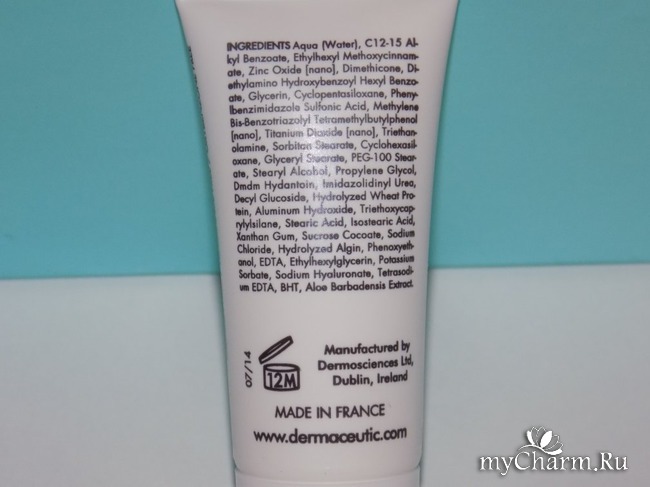 INGREDIENTS Aqua (Water), C12-15 Al-
kyl Benzoate, Ethylhexyl Methoxycinnam-
ate, Zinc Oxide [nano], Dimethicone, Di-
ethylamino Hydroxybenzoyl Hexyl Benzo-
ate, Glycerin, Cyclopentasiloxane, Pheny-
lbenzimidazole Sulfonic Acid, Methylene
Bis-Benzotriazolyl Tetramethylbutylphenol
[nano], Titanium Dioxide [nano], Triethan-
olamine, Sorbitan Stearate, Cyclohexasil-
oxane, Glyceryl Stearate, PEG-100 Stear-
ate, Stearyl Alcohol, Propylene Glycol,
Dmdm Hydantoin, Imidazolidinyl Urea,
Decyl Glucoside, Hydrolyzed Wheat Pro-
tein, Aluminum Hydroxide, Triethoxycap-
rylylsilane, Stearic Acid, Isostearic Acid,
Xanthan Gum, Sucrose Cocoate, Sodium
Chloride, Hydrolyzed Algin, Phenoxyeth-
anol, EDTA, Ethylhexylglycerin, Potassium
Sorbate, Sodium Hyaluronate, Tetrasodi-
um EDTA, BHT, Aloe Barbadensis Extract.
07/14
12M
Manufactured by
Dermosciences Ltd,
Dublin, Ireland
MADE IN FRANCE
www.dermaceutic.com
myCharm.Ru